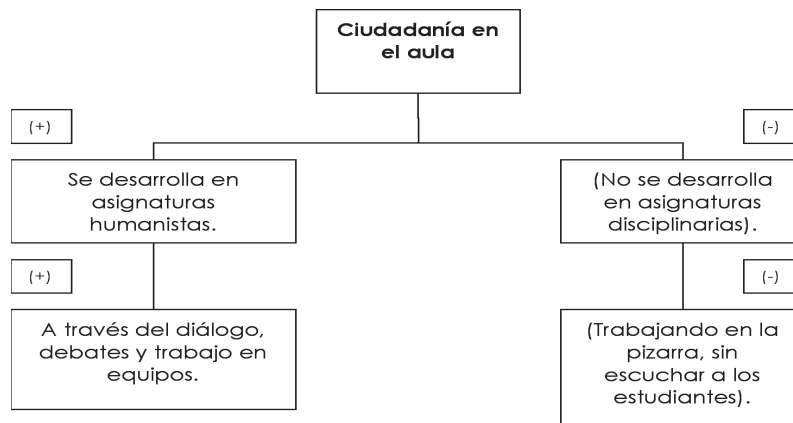 Ciudadanía en
el aula
(+)
(-)
Se desarrolla en
asignaturas
humanistas.
(No se desarrolla
en asignaturas
disciplinarias).
(+)
(-)
A través del diálogo,
debates y trabajo en
equipos.
(Trabajando en la
pizarra, sin
escuchar a los
estudiantes).